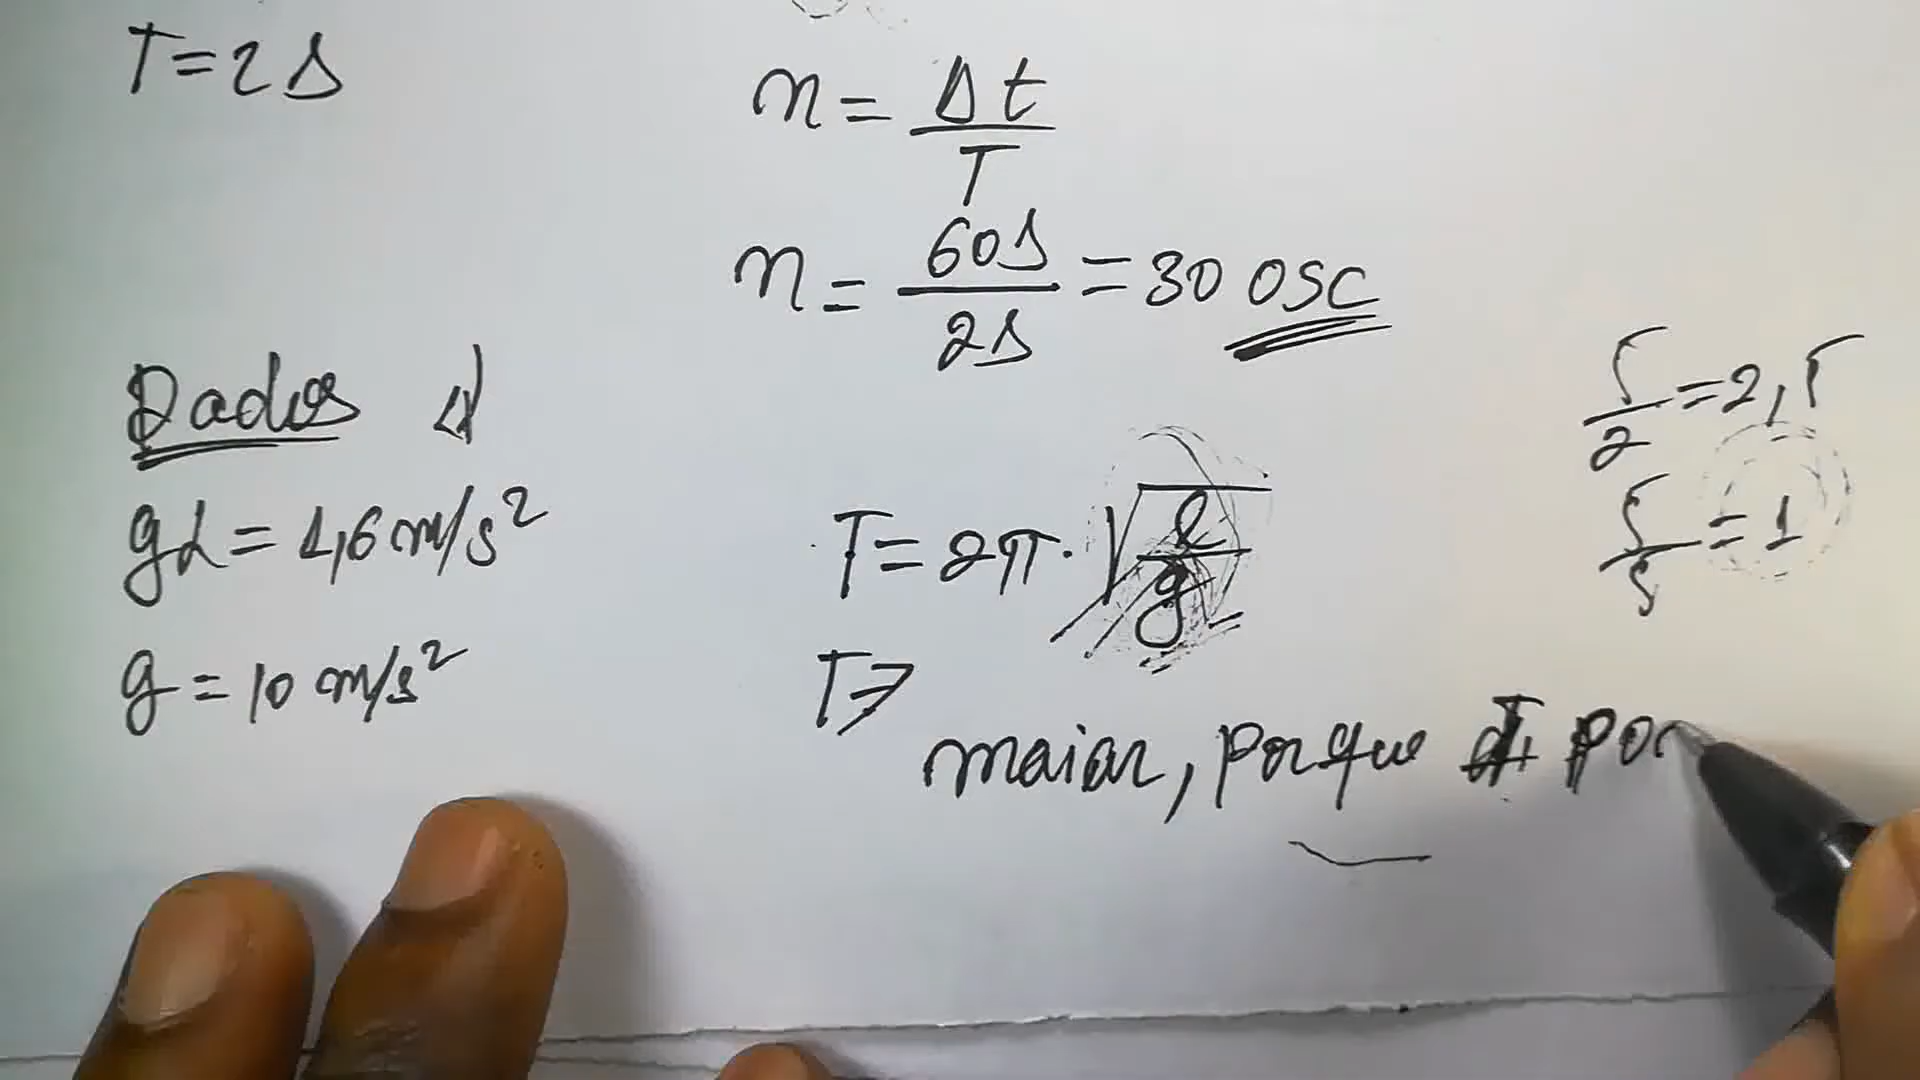 T=2s
n = Δt / T
n = 60s / 2s = 30 osc
Dados
gL = 1,6 m/s²
g = 10 m/s²
T = 2π · √(l / g)
T ⇒
maior, porque T por
5 / 2 = 2,5
5 / 5 = 1